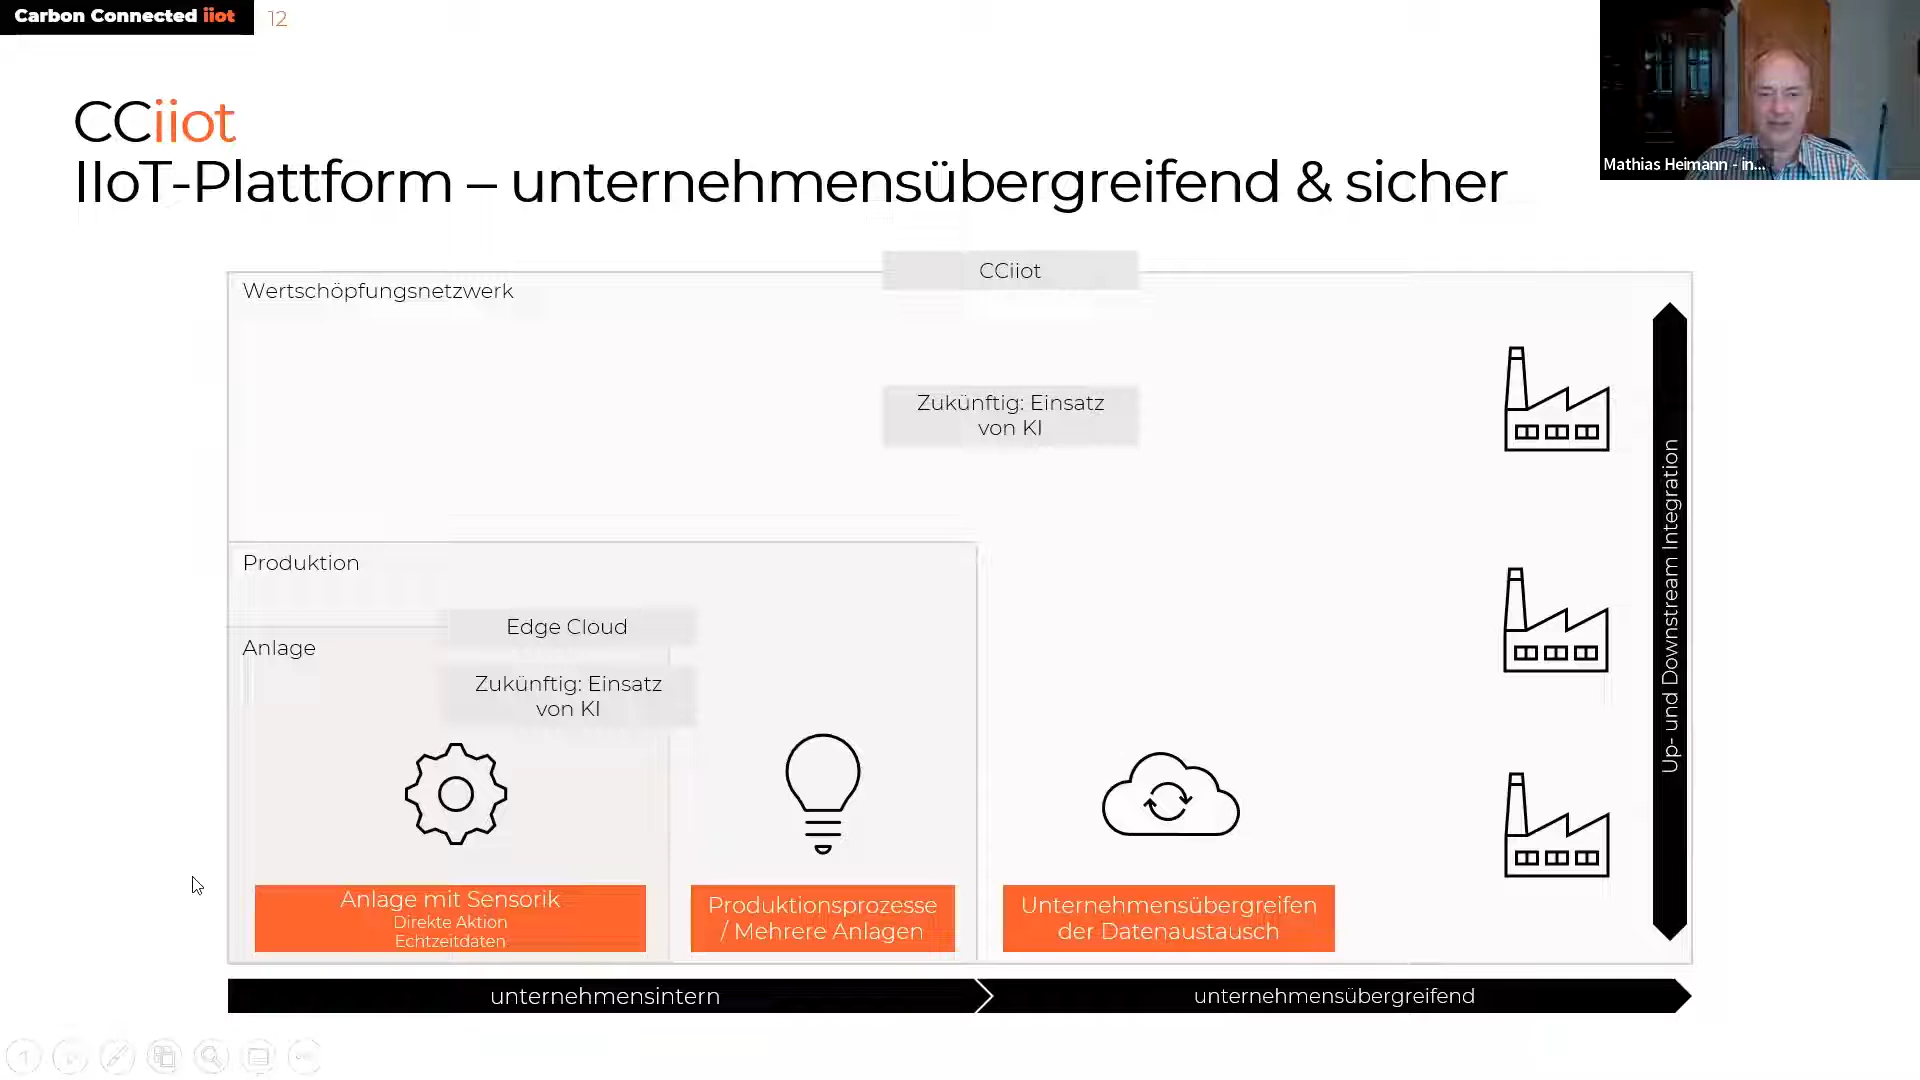 Carbon Connected iiot
12
CCiiot
IIoT-Plattform – unternehmensübergreifend & sicher
Mathias Heimann - in...
CCiiot
Wertschöpfungsnetzwerk
Zukünftig: Einsatz
von KI
Up- und Downstream Integration
Produktion
Edge Cloud
Anlage
Zukünftig: Einsatz
von KI
Anlage mit Sensorik
Direkte Aktion
Echtzeitdaten
Produktionsprozesse
/ Mehrere Anlagen
Unternehmensübergreifen
der Datenaustausch
unternehmensintern
unternehmensübergreifend